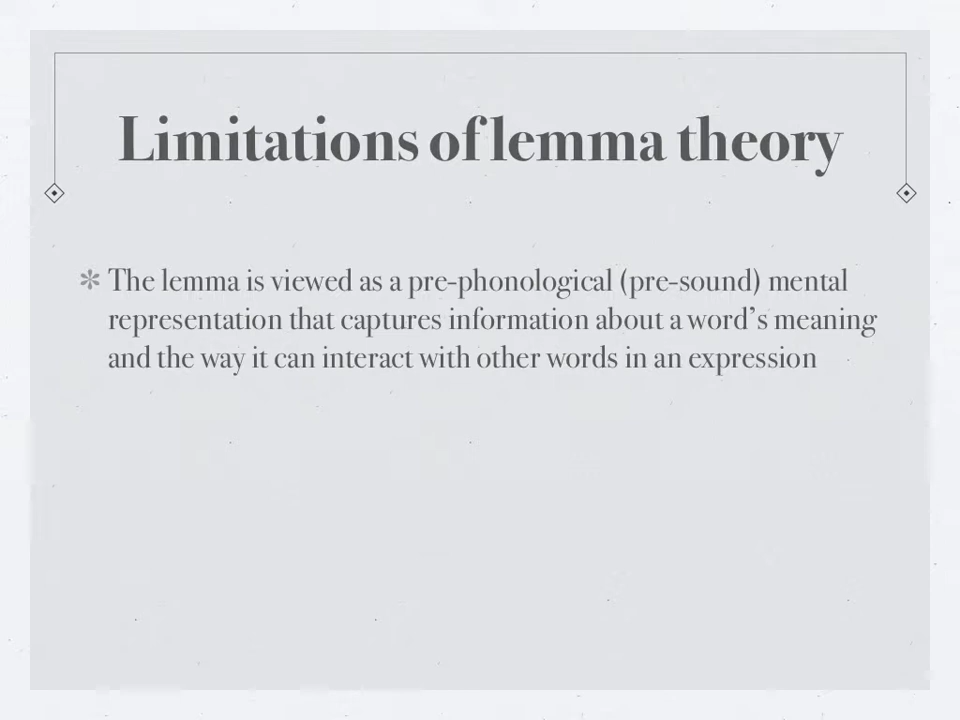 Limitations of lemma theory
✻ The lemma is viewed as a pre-phonological (pre-sound) mental
representation that captures information about a word’s meaning
and the way it can interact with other words in an expression